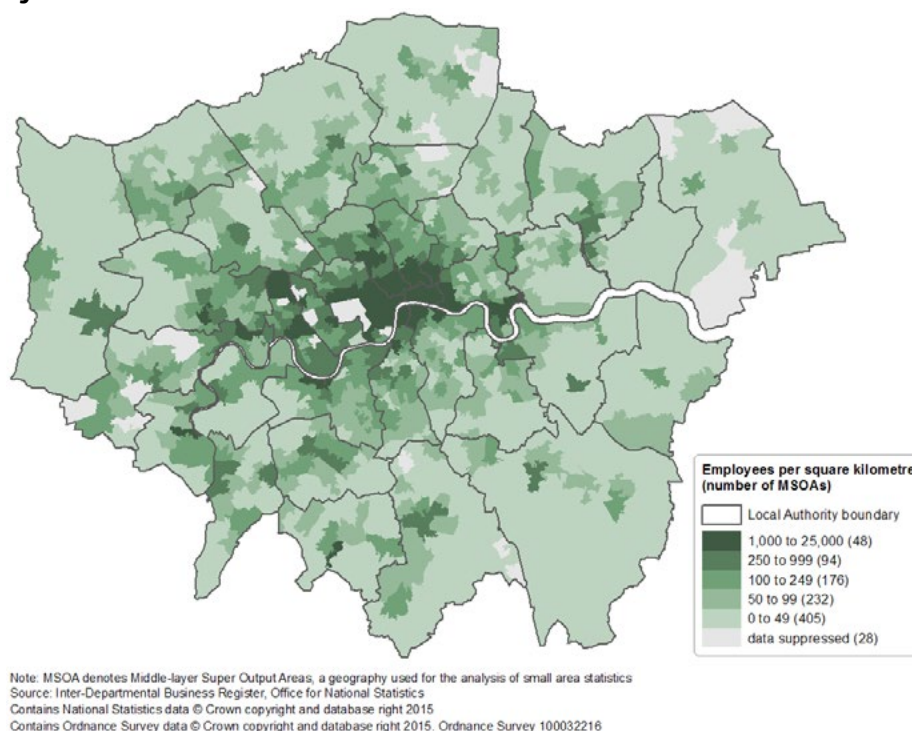 Employees per square kilometre
(number of MSOAs)
Local Authority boundary
1,000 to 25,000 (48)
250 to 999 (94)
100 to 249 (176)
50 to 99 (232)
0 to 49 (405)
data suppressed (28)
Note: MSOA denotes Middle-layer Super Output Areas, a geography used for the analysis of small area statistics
Source: Inter-Departmental Business Register, Office for National Statistics
Contains National Statistics data © Crown copyright and database right 2015
Contains Ordnance Survey data © Crown copyright and database right 2015. Ordnance Survey 100032216